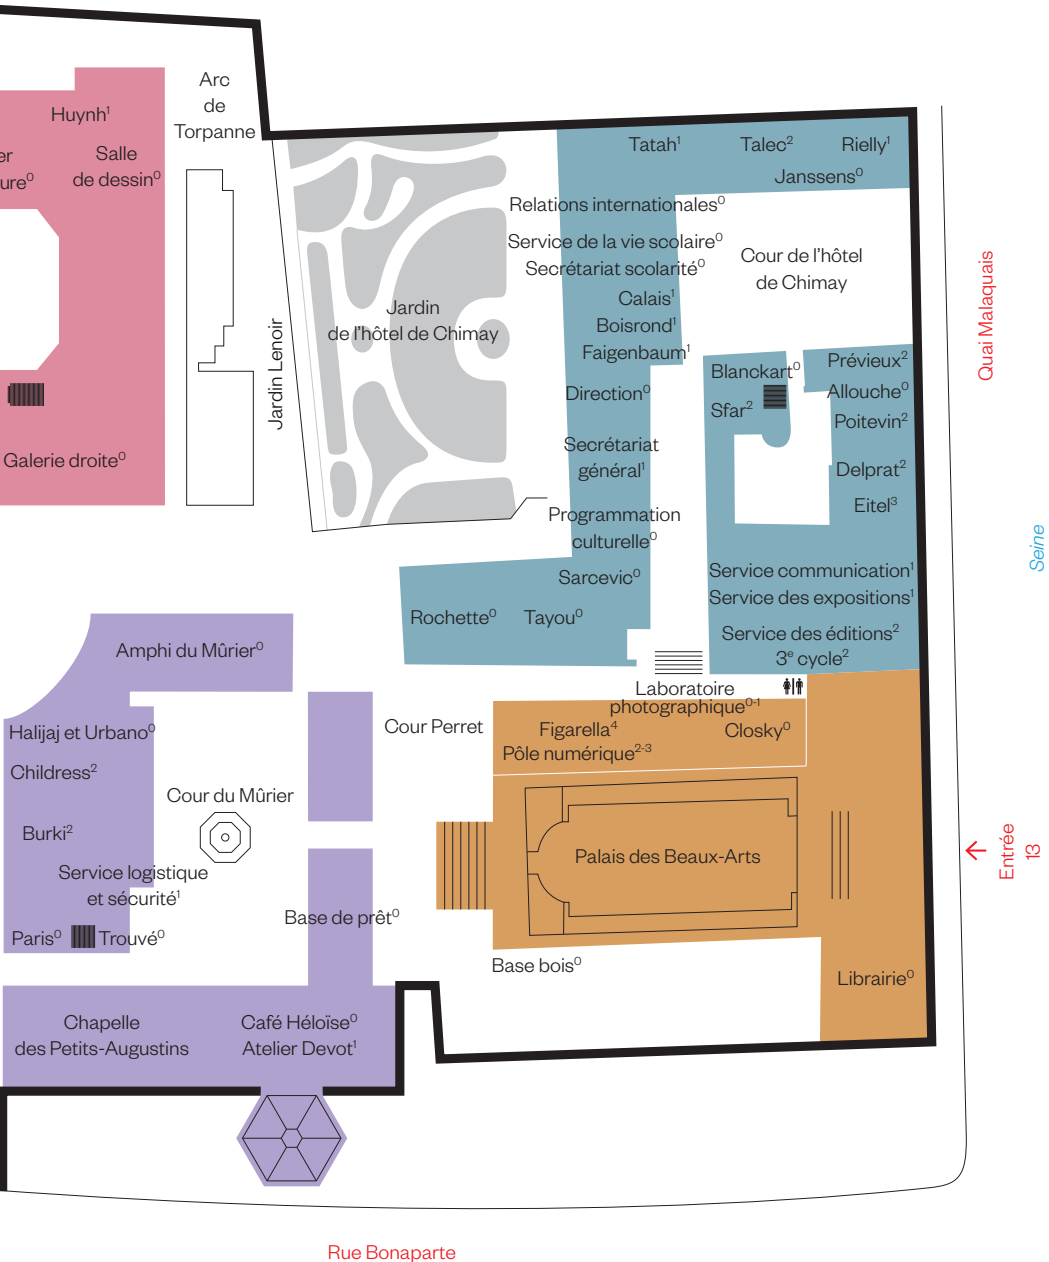 Arc
de
Torpanne
Huynh¹
er
ure⁰
Salle
de dessin⁰
Galerie droite⁰
Jardin Lenoir
Jardin
de l'hôtel de Chimay
Tatah¹
Talec²
Rielly¹
Janssens⁰
Relations internationales⁰
Service de la vie scolaire⁰
Secrétariat scolarité⁰
Calais¹
Boisrond¹
Faigenbaum¹
Direction⁰
Secrétariat
général¹
Programmation
culturelle⁰
Sarcevic⁰
Rochette⁰
Tayou⁰
Cour de l'hôtel
de Chimay
Blanckart⁰
Sfar²
Prévieux²
Allouche⁰
Poitevin²
Delprat²
Eitel³
Service communication¹
Service des expositions¹
Service des éditions²
3ᵉ cycle²
Quai Malaquais
Seine
Laboratoire
photographique⁰⁻¹
Figarella⁴
Closky⁰
Pôle numérique²⁻³
Palais des Beaux-Arts
Librairie⁰
Base bois⁰
Entrée
13
Cour Perret
Amphi du Mûrier⁰
Halijaj et Urbano⁰
Childress²
Burki²
Cour du Mûrier
Service logistique
et sécurité¹
Paris⁰
Trouvé⁰
Base de prêt⁰
Chapelle
des Petits-Augustins
Café Héloïse⁰
Atelier Devot¹
Rue Bonaparte